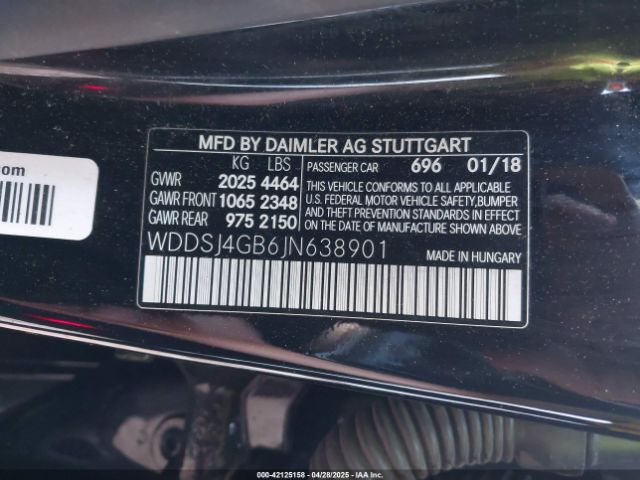 MFD BY DAIMLER AG STUTTGART
KG LBS
GVWR 2025 4464
GAWR FRONT 1065 2348
GAWR REAR 975 2150
PASSENGER CAR 696 01/18
THIS VEHICLE CONFORMS TO ALL APPLICABLE
U.S. FEDERAL MOTOR VEHICLE SAFETY, BUMPER
AND THEFT PREVENTION STANDARDS IN EFFECT
ON THE DATE OF MANUFACTURE SHOWN ABOVE.
WDDSJ4GB6JN638901
MADE IN HUNGARY
.com
000-42125158 - 04/28/2025 - IAA Inc.